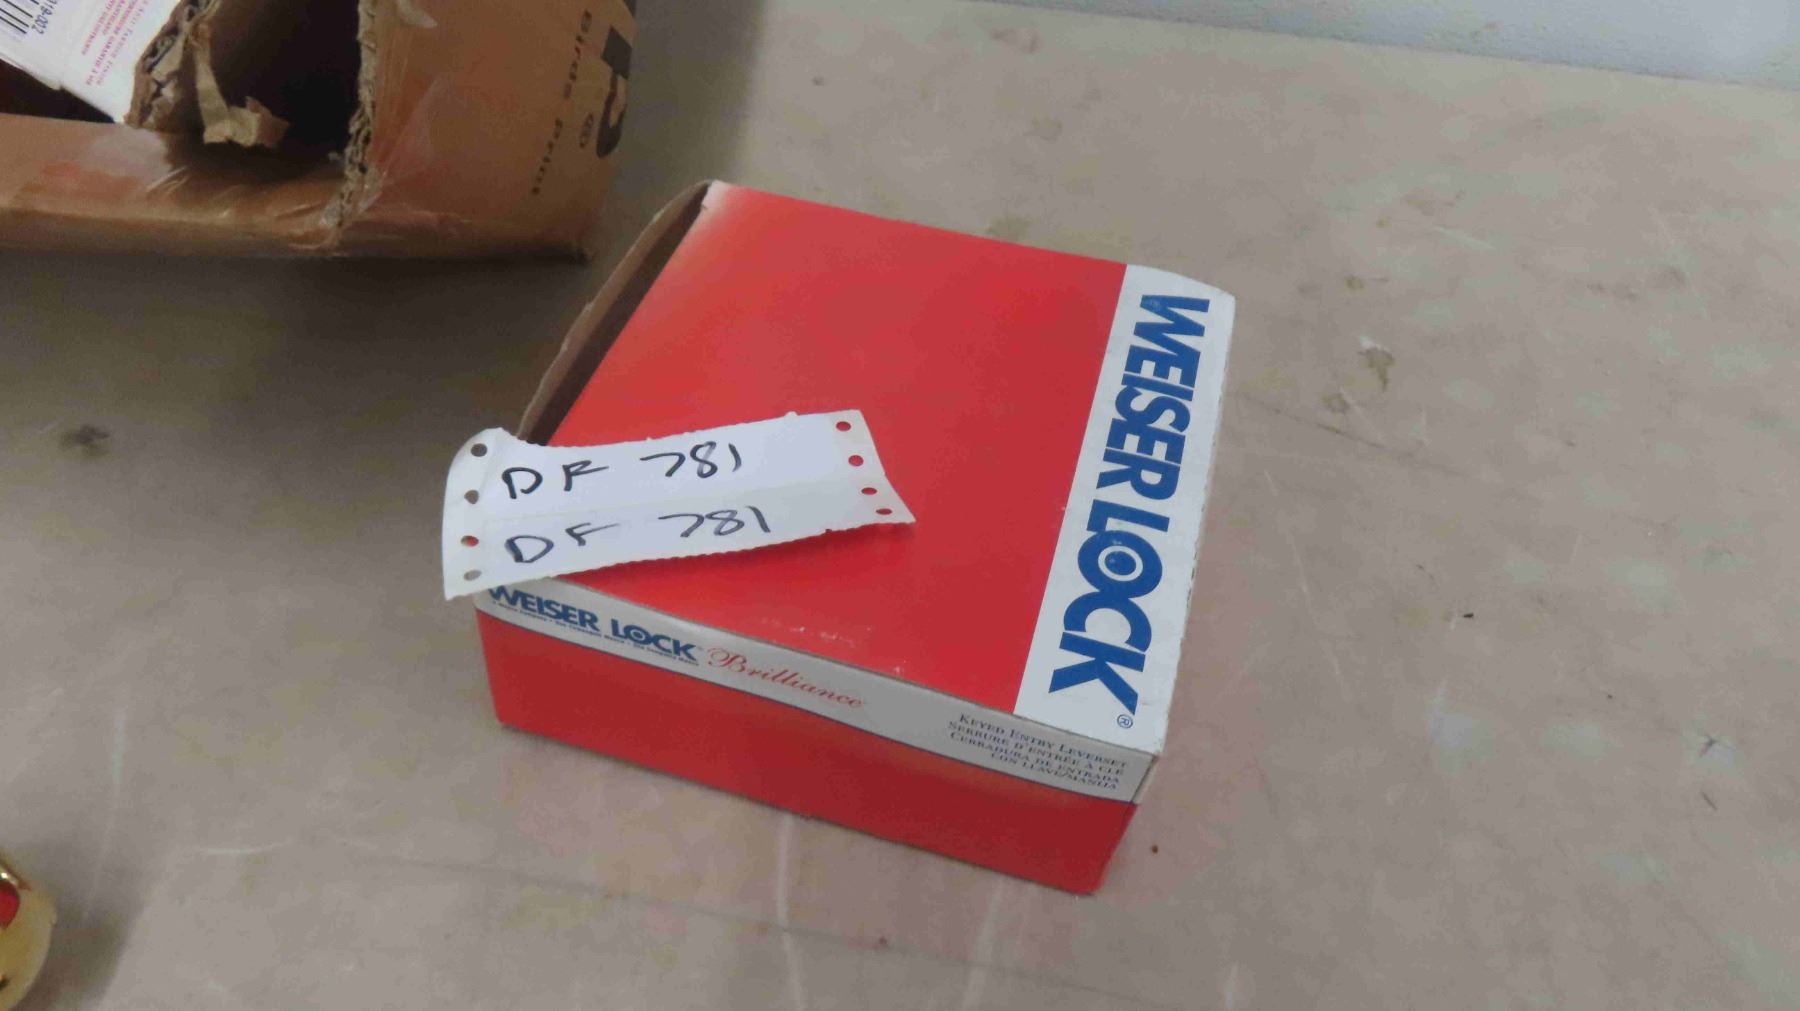 DF 781
DF 781
WEISER LOCK®
WEISER LOCK
Brilliance
KEYED ENTRY LEVERSET
SERRURE D'ENTRÉE À CLÉ
CERRADURA DE ENTRADA
CON LLAVE/MANIJA
Birds